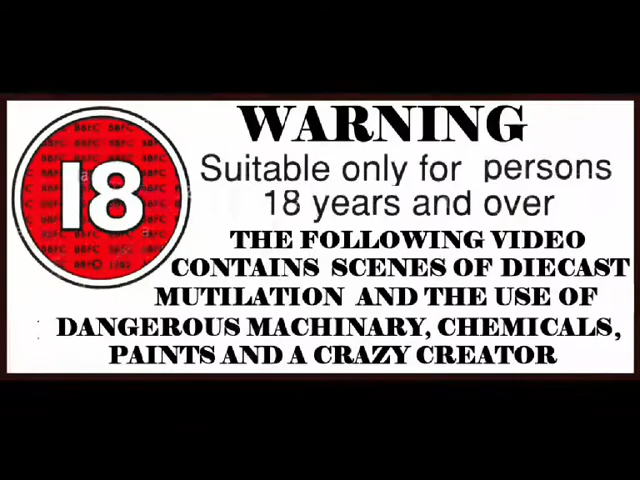 WARNING
18
Suitable only for persons
18 years and over
THE FOLLOWING VIDEO
CONTAINS SCENES OF DIECAST
MUTILATION AND THE USE OF
DANGEROUS MACHINARY, CHEMICALS,
PAINTS AND A CRAZY CREATOR